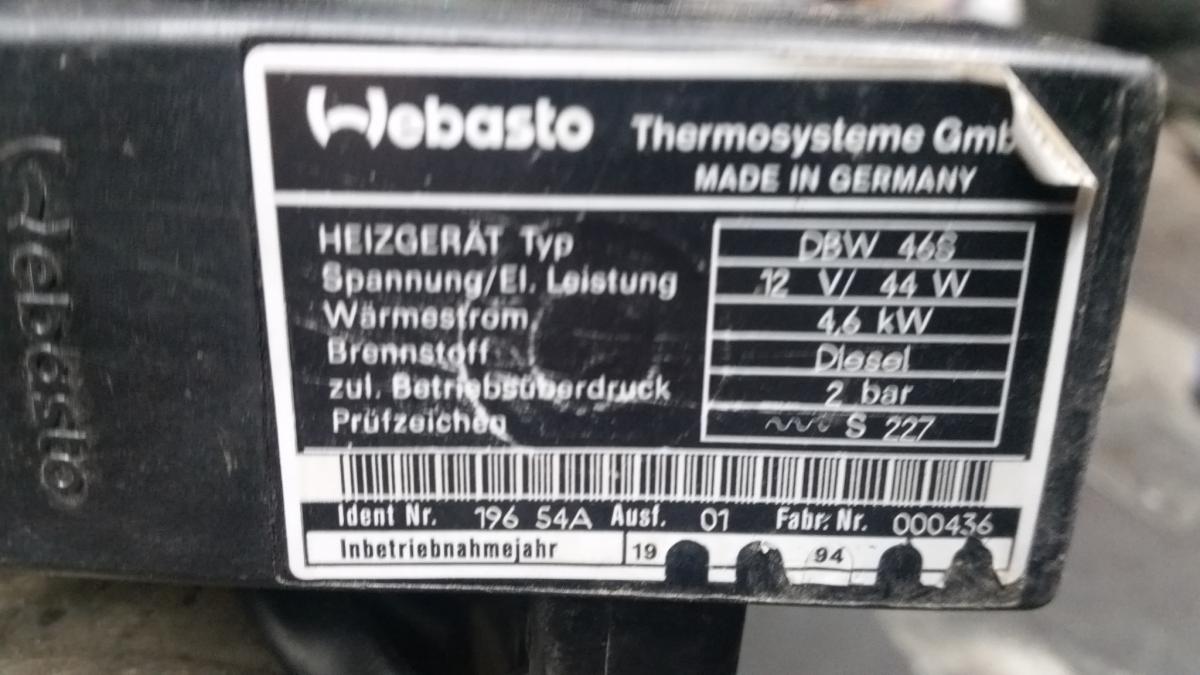 Webasto Thermosysteme Gmb
MADE IN GERMANY
HEIZGERÄT Typ DBW 46S
Spannung/El. Leistung 12 V/ 44 W
Wärmestrom 4,6 kW
Brennstoff Diesel
zul. Betriebsüberdruck 2 bar
Prüfzeichen ~~~ S 227
Ident Nr. 196 54A Ausf. 01 Fabr. Nr. 000436
Inbetriebnahmejahr 19 94
Webasto